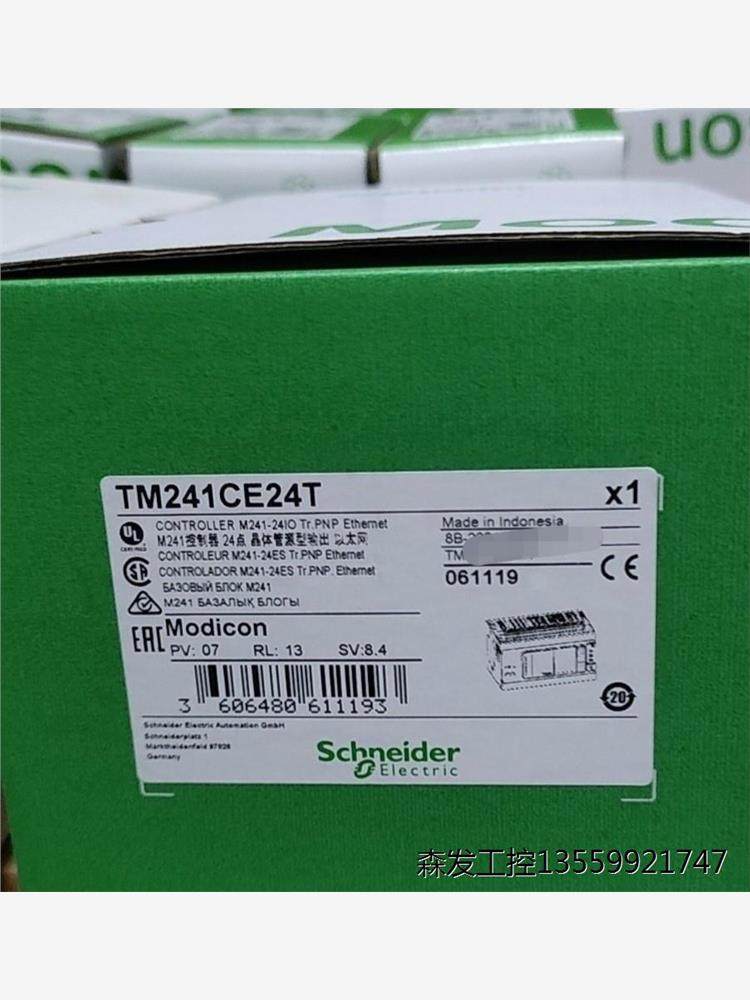 TM241CE24T x1
CONTROLLER M241-24IO Tr.PNP Ethernet
M241控制器 24点 晶体管源型输出 以太网
CONTROLEUR M241-24ES Tr.PNP Ethernet
CONTROLADOR M241-24ES Tr.PNP. Ethernet
БАЗОВЫЙ БЛОК M241
M241 БАЗАЛЫҚ БЛОГЫ
UL
Made in Indonesia
TM
061119
CE
EAC
Modicon
PV: 07 RL: 13 SV:8.4
3 606480 611193
20
Schneider Electric Automation GmbH
Schneiderplatz 1
Marktheidenfeld 97828
Germany
Schneider
Electric
森发工控13559921747